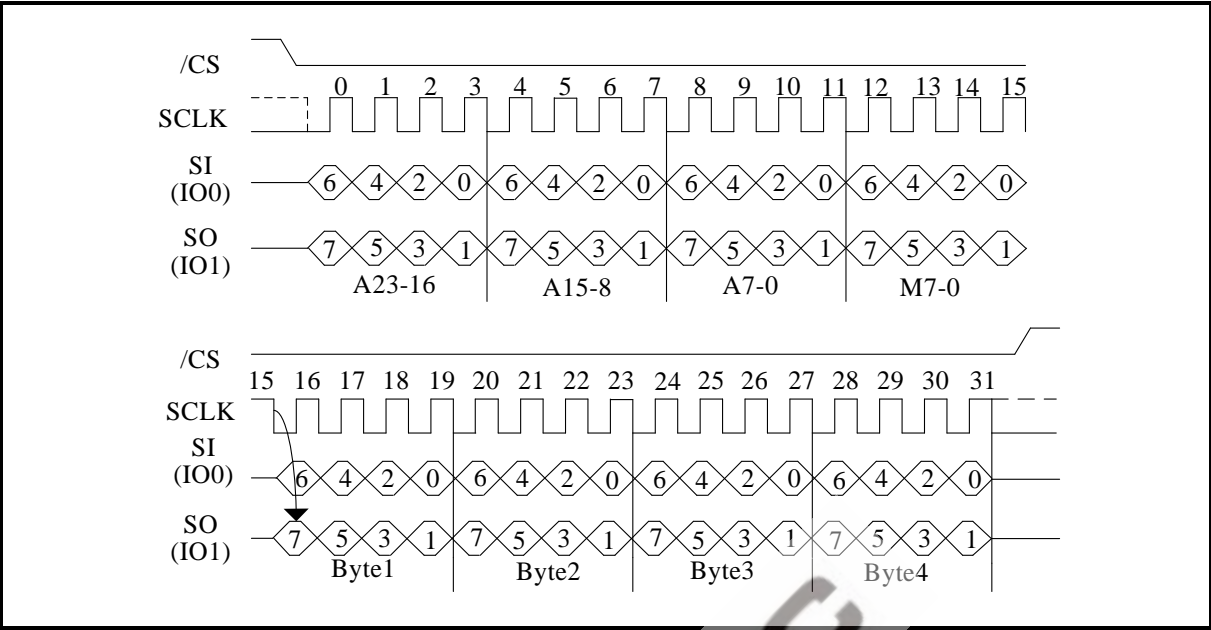 /CS
0 1 2 3 4 5 6 7 8 9 10 11 12 13 14 15
SCLK
SI
(IO0)
6 4 2 0 6 4 2 0 6 4 2 0 6 4 2 0
SO
(IO1)
7 5 3 1 7 5 3 1 7 5 3 1 7 5 3 1
A23-16 A15-8 A7-0 M7-0
/CS
15 16 17 18 19 20 21 22 23 24 25 26 27 28 29 30 31
SCLK
SI
(IO0)
6 4 2 0 6 4 2 0 6 4 2 0 6 4 2 0
SO
(IO1)
7 5 3 1 7 5 3 1 7 5 3 1 7 5 3 1
Byte1 Byte2 Byte3 Byte4